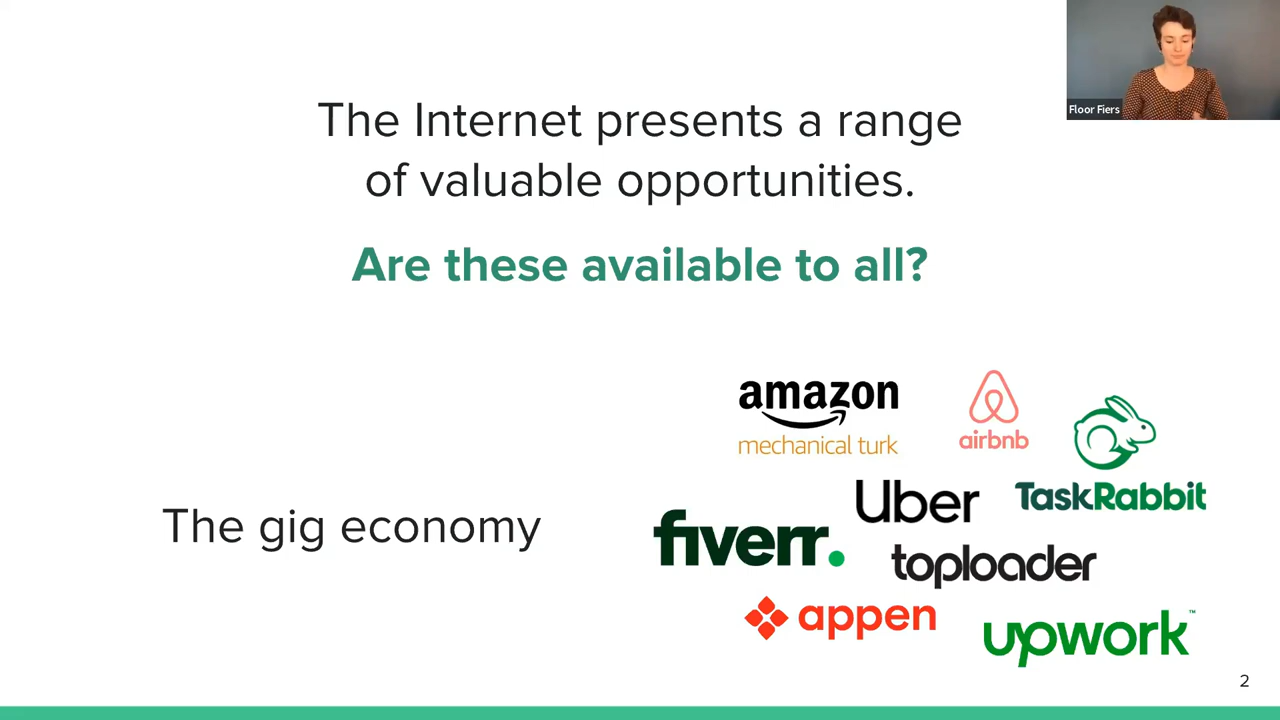 Floor Fiers
The Internet presents a range
of valuable opportunities.
Are these available to all?
amazon
mechanical turk
airbnb
TaskRabbit
Uber
The gig economy
fiverr.
toploader
appen
upwork™
2